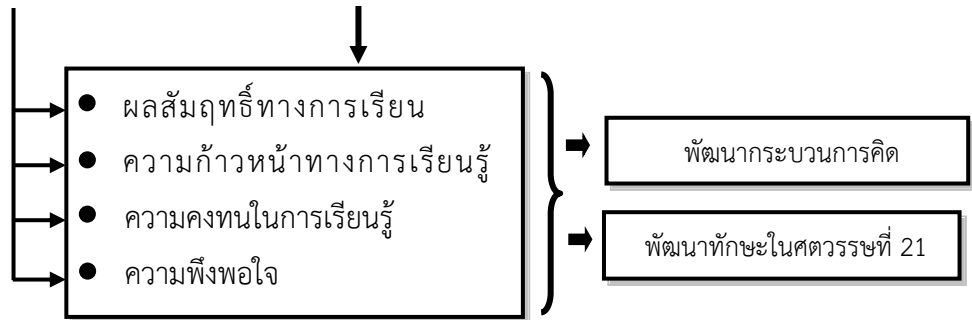 ● ผลสัมฤทธิ์ทางการเรียน
● ความก้าวหน้าทางการเรียนรู้
● ความคงทนในการเรียนรู้
● ความพึงพอใจ
พัฒนากระบวนการคิด
พัฒนาทักษะในศตวรรษที่ 21